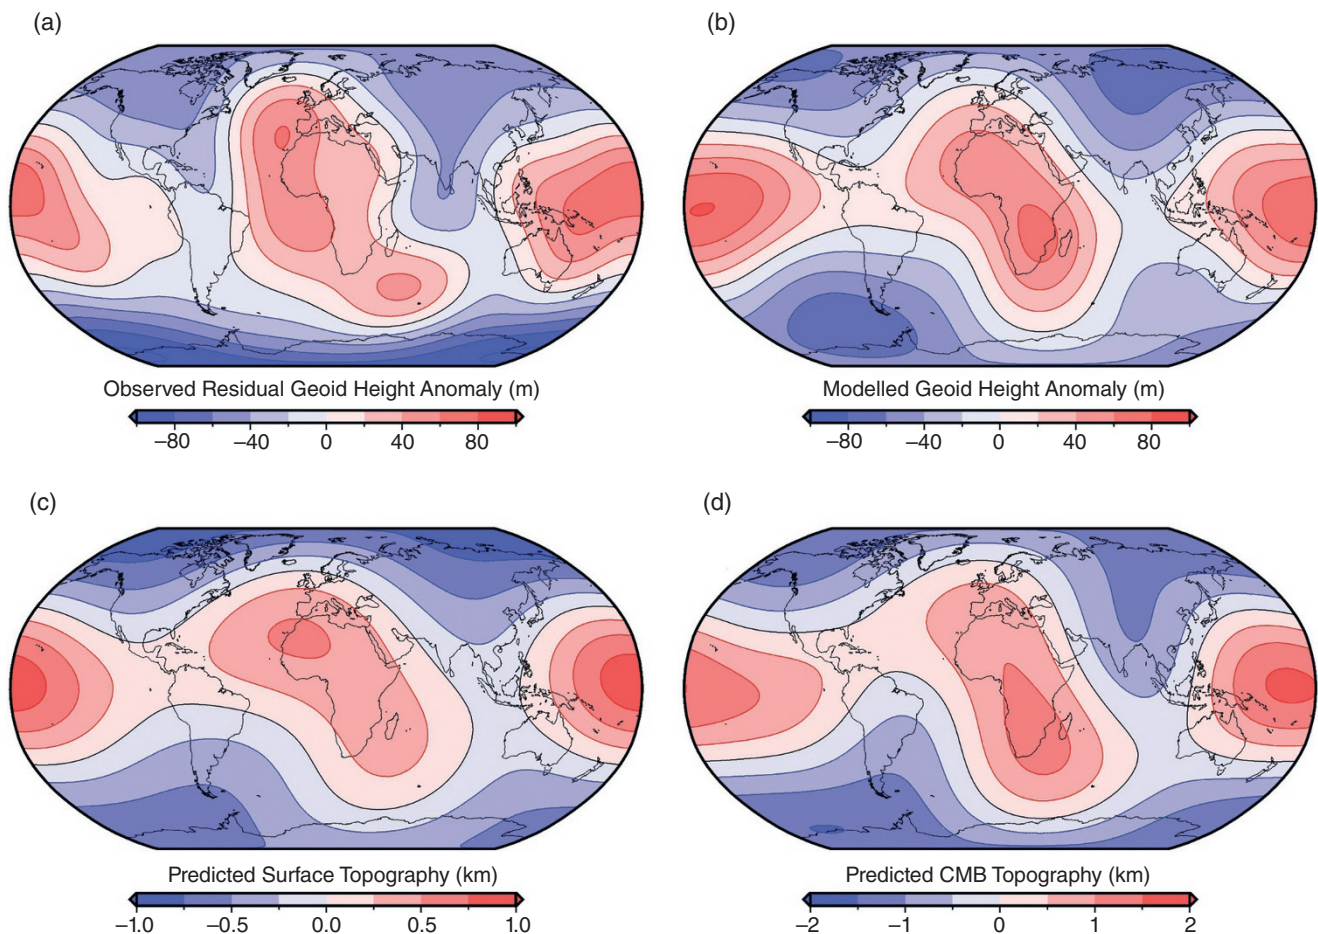 (a)
(b)
Observed Residual Geoid Height Anomaly (m)
Modelled Geoid Height Anomaly (m)
−80 −40 0 40 80
−80 −40 0 40 80
(c)
(d)
Predicted Surface Topography (km)
Predicted CMB Topography (km)
−1.0 −0.5 0.0 0.5 1.0
−2 −1 0 1 2